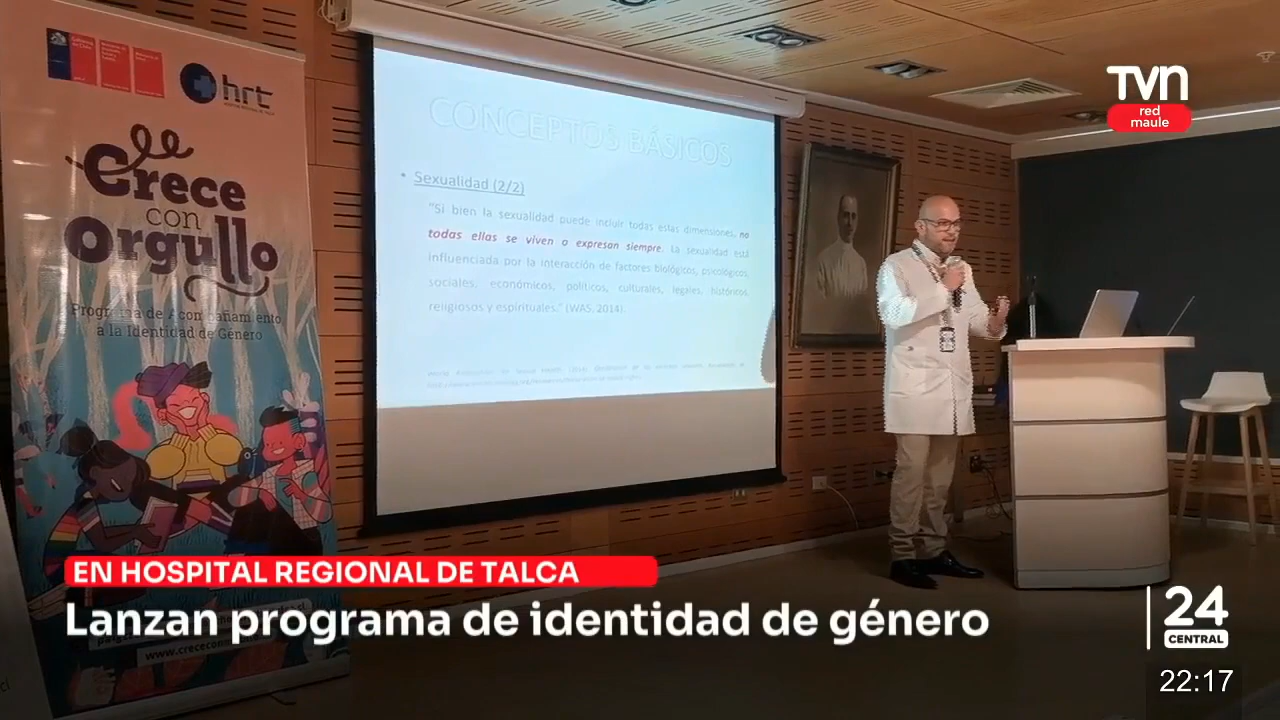 hrt
Crece
con
Orgullo
Programa de Acompañamiento
a la Identidad de Género
CONCEPTOS BÁSICOS
• Sexualidad (2/2)
"Si bien la sexualidad puede incluir todas estas dimensiones, no
todas ellas se viven o expresan siempre. La sexualidad está
influenciada por la interacción de factores biológicos, psicológicos,
sociales, económicos, políticos, culturales, legales, históricos,
religiosos y espirituales." (WAS, 2014).
TVN
red
maule
EN HOSPITAL REGIONAL DE TALCA
Lanzan programa de identidad de género
24
CENTRAL
22:17